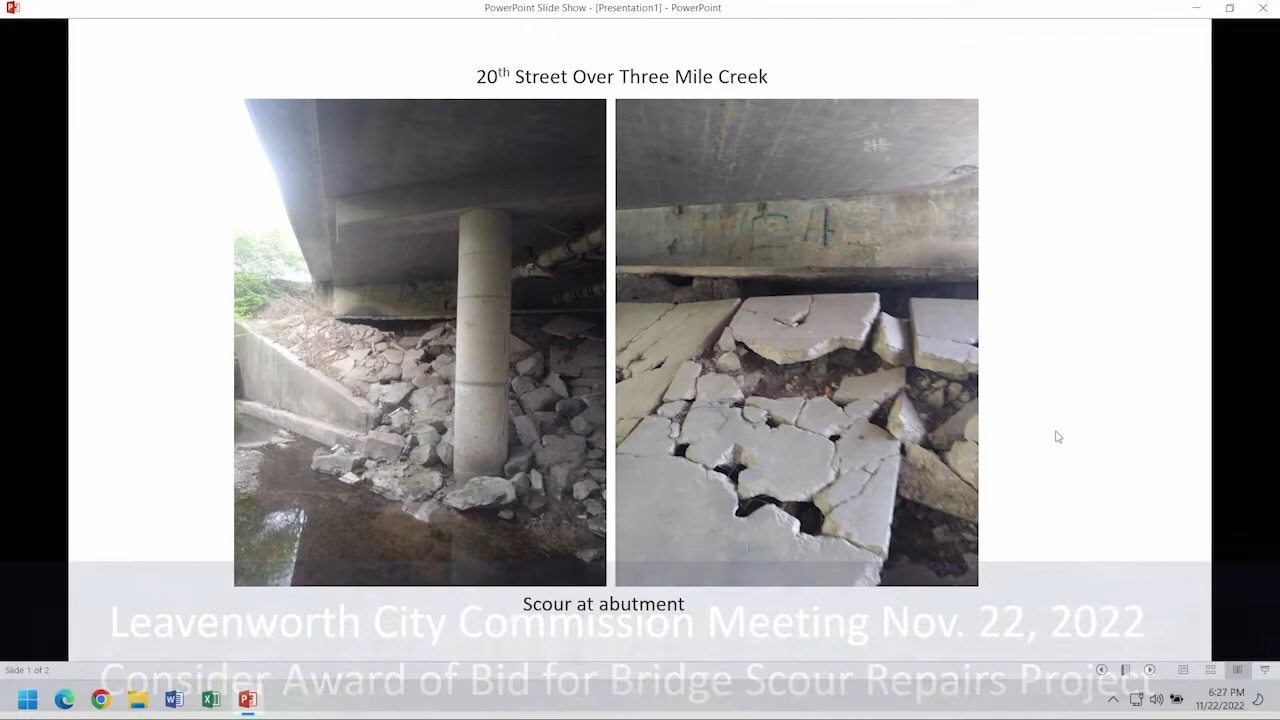 PowerPoint Slide Show - [Presentation1] - PowerPoint
20th Street Over Three Mile Creek
Scour at abutment
Leavenworth City Commission Meeting Nov. 22, 2022
Consider Award of Bid for Bridge Scour Repairs Project
Slide 1 of 2
6:27 PM
11/22/2022